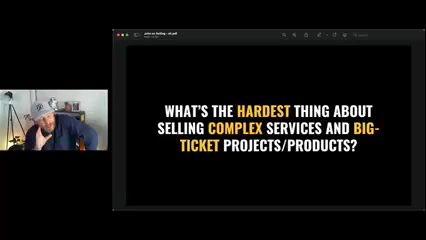 WHAT'S THE HARDEST THING ABOUT
SELLING COMPLEX SERVICES AND BIG-
TICKET PROJECTS/PRODUCTS?